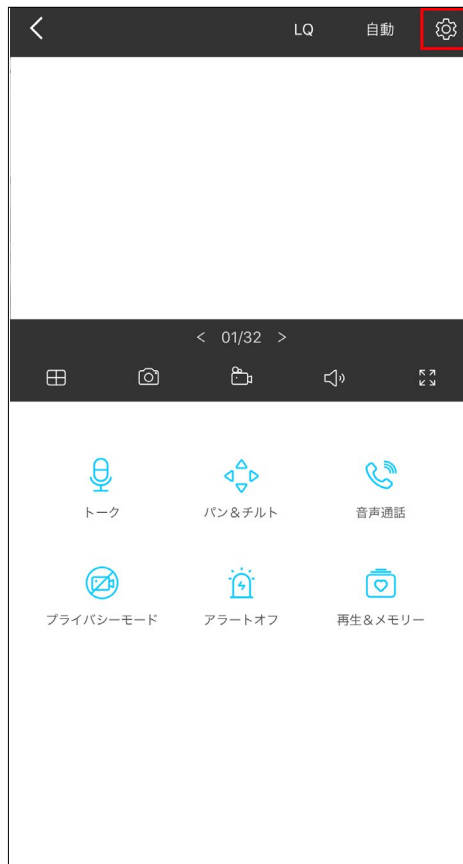 LQ 自動
< 01/32 >
トーク パン&チルト 音声通話
プライバシーモード アラートオフ 再生&メモリー